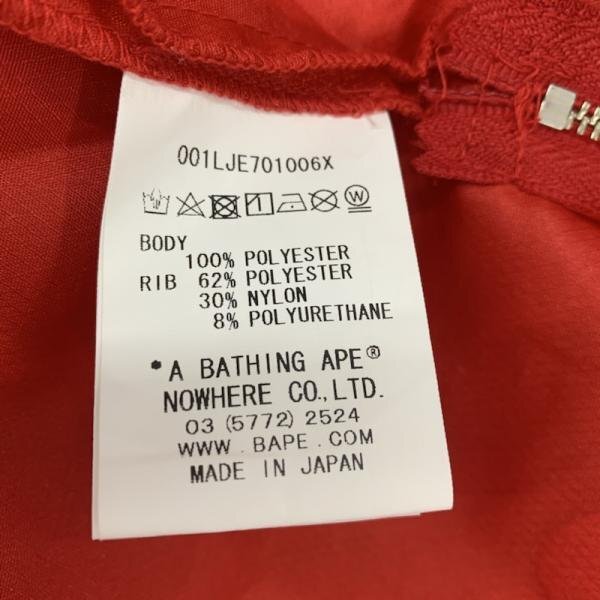 001LJE701006X
W
BODY
100% POLYESTER
RIB 62% POLYESTER
30% NYLON
8% POLYURETHANE
*A BATHING APE®
NOWHERE CO., LTD.
03 (5772) 2524
WWW.BAPE.COM
MADE IN JAPAN